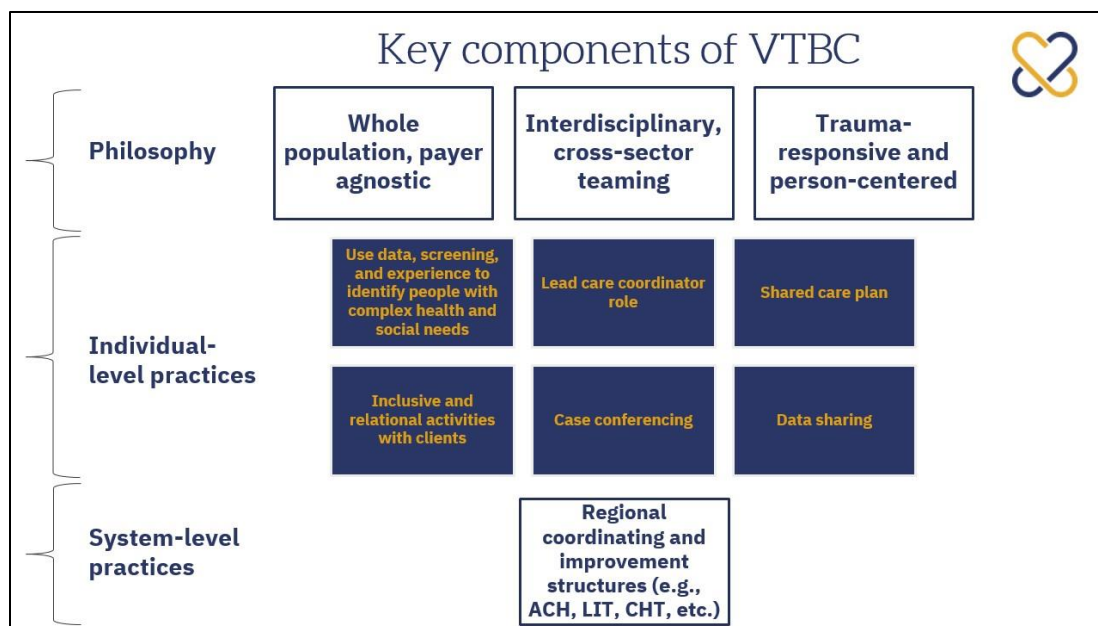 Key components of VTBC
Philosophy
Whole
population, payer
agnostic
Interdisciplinary,
cross-sector
teaming
Trauma-
responsive and
person-centered
Individual-
level practices
Use data, screening,
and experience to
identify people with
complex health and
social needs
Lead care coordinator
role
Shared care plan
Inclusive and
relational activities
with clients
Case conferencing
Data sharing
System-level
practices
Regional
coordinating and
improvement
structures (e.g.,
ACH, LIT, CHT, etc.)